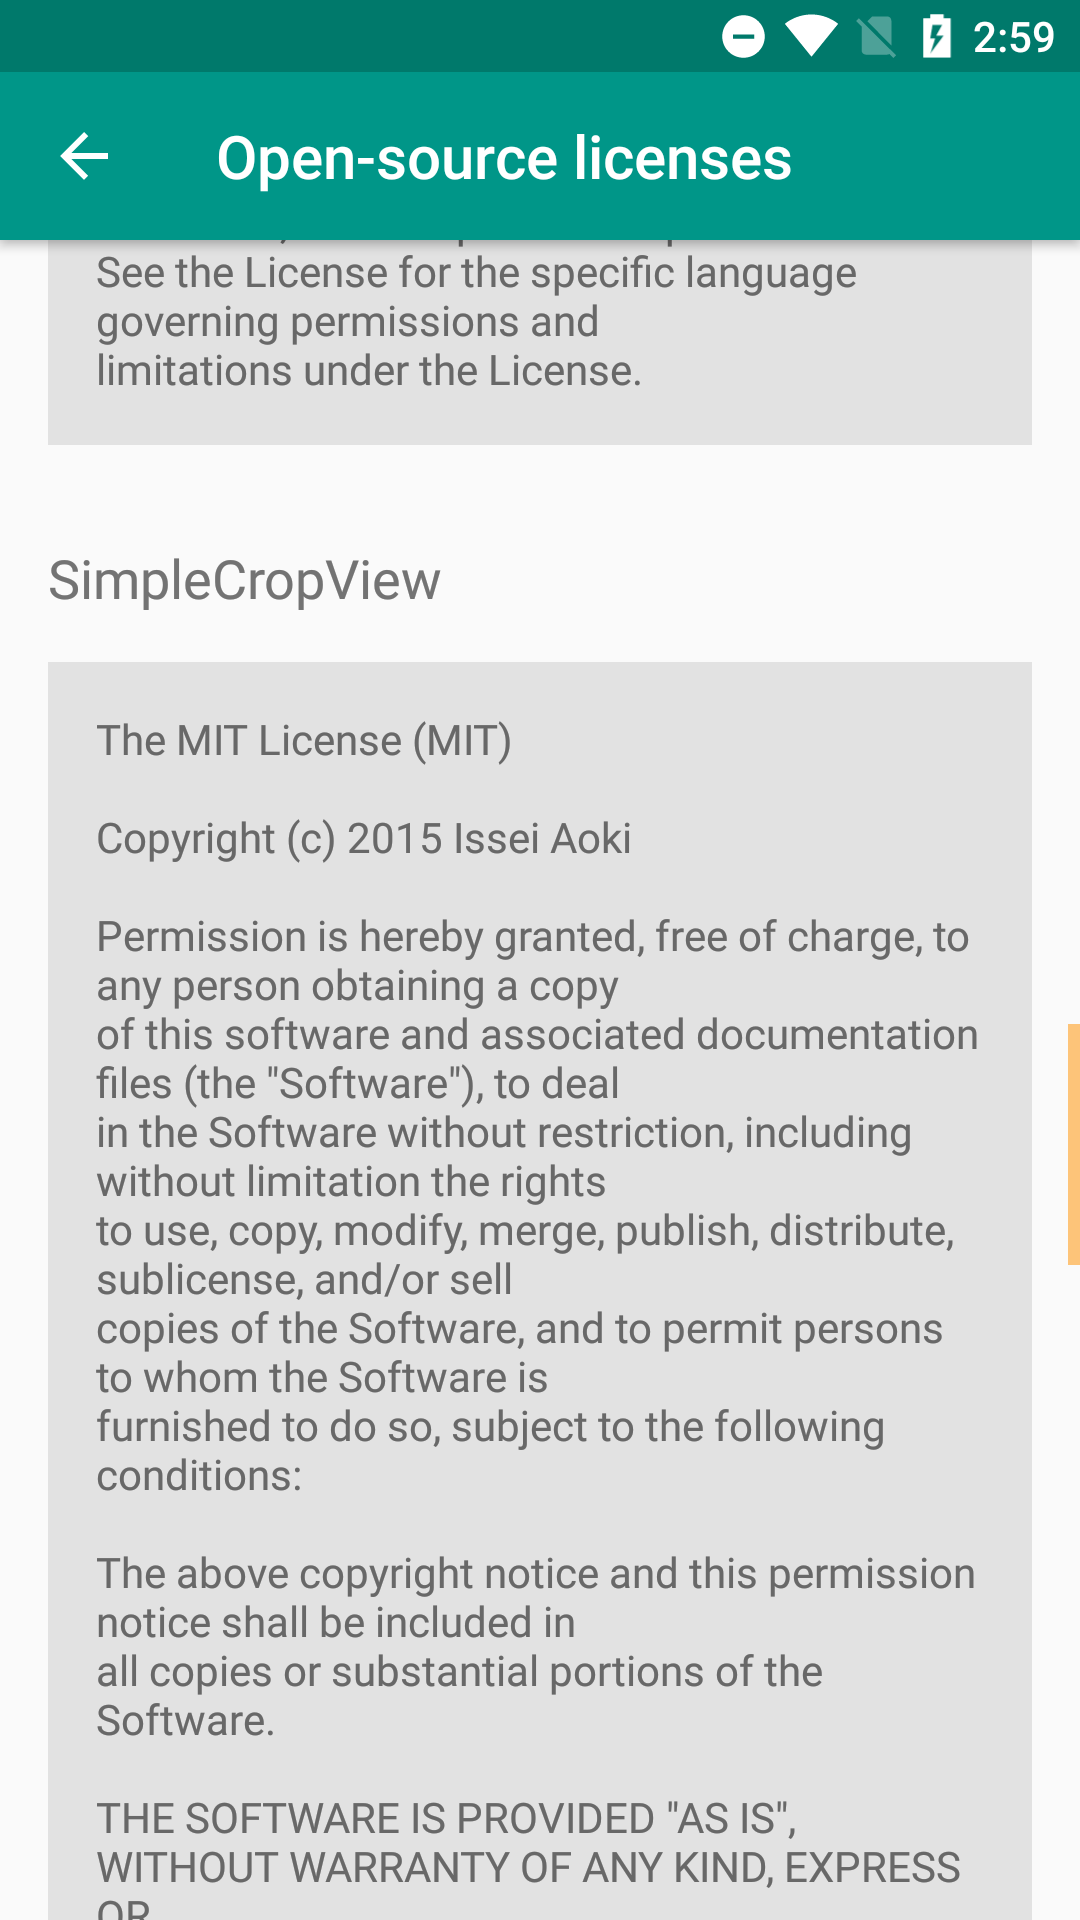 2:59
Open-source licenses
See the License for the specific language
governing permissions and
limitations under the License.
SimpleCropView
The MIT License (MIT)
Copyright (c) 2015 Issei Aoki
Permission is hereby granted, free of charge, to
any person obtaining a copy
of this software and associated documentation
files (the "Software"), to deal
in the Software without restriction, including
without limitation the rights
to use, copy, modify, merge, publish, distribute,
sublicense, and/or sell
copies of the Software, and to permit persons
to whom the Software is
furnished to do so, subject to the following
conditions:
The above copyright notice and this permission
notice shall be included in
all copies or substantial portions of the
Software.
THE SOFTWARE IS PROVIDED "AS IS",
WITHOUT WARRANTY OF ANY KIND, EXPRESS
OR